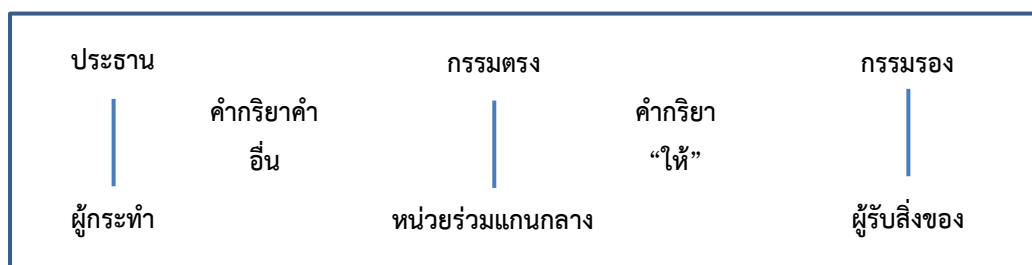 ประธาน กรรมตรง กรรมรอง
คำกริยาคำ คำกริยา
อื่น “ให้”
ผู้กระทำ หน่วยร่วมแกนกลาง ผู้รับสิ่งของ